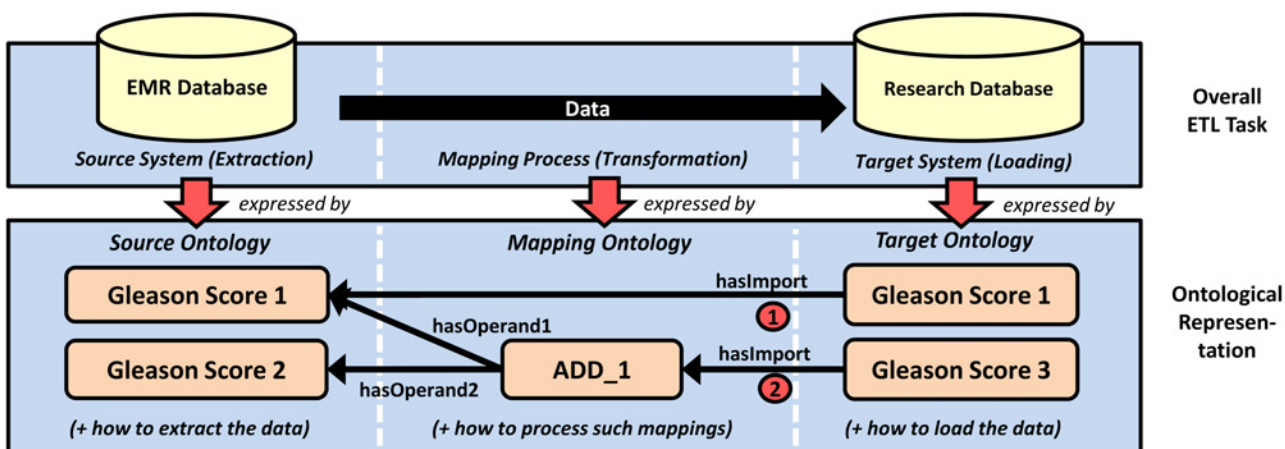 EMR Database
Research Database
Data
Overall
ETL Task
Source System (Extraction)
Mapping Process (Transformation)
Target System (Loading)
expressed by
expressed by
expressed by
Source Ontology
Mapping Ontology
Target Ontology
Gleason Score 1
hasImport
Gleason Score 1
1
hasOperand1
Ontological
Represen-
tation
Gleason Score 2
hasOperand2
ADD_1
hasImport
2
Gleason Score 3
(+ how to extract the data)
(+ how to process such mappings)
(+ how to load the data)